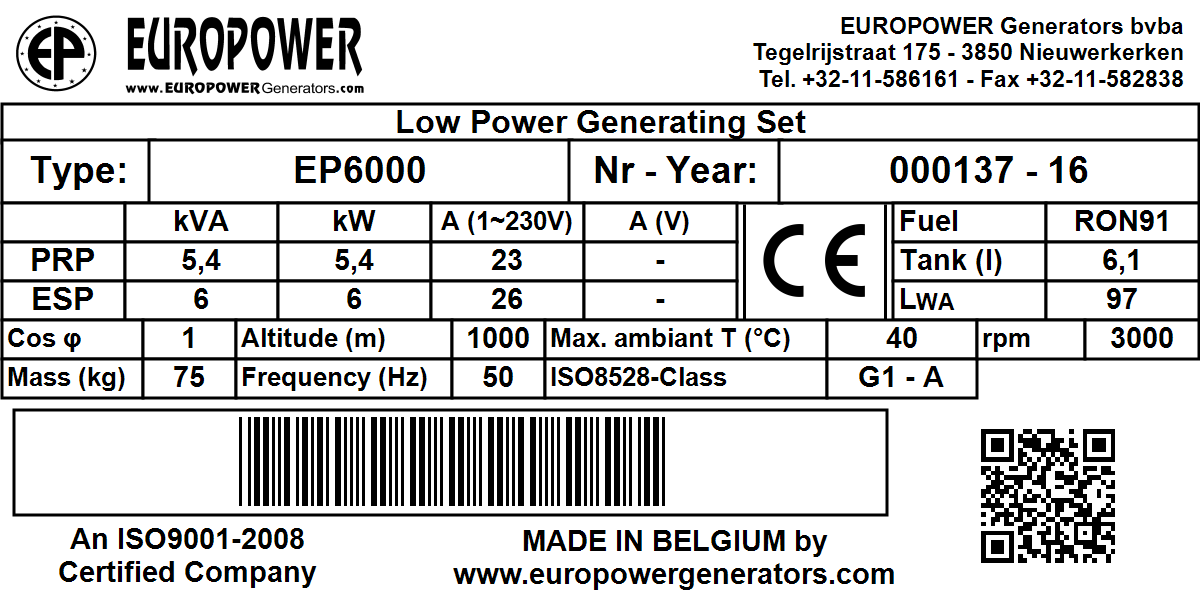 EP EUROPOWER
www.EUROPOWERGenerators.com
EUROPOWER Generators bvba
Tegelrijstraat 175 - 3850 Nieuwerkerken
Tel. +32-11-586161 - Fax +32-11-582838
Low Power Generating Set
Type: EP6000 Nr - Year: 000137 - 16
kVA kW A (1~230V) A (V) CE Fuel RON91
PRP 5,4 5,4 23 - Tank (l) 6,1
ESP 6 6 26 - LWA 97
Cos φ 1 Altitude (m) 1000 Max. ambiant T (°C) 40 rpm 3000
Mass (kg) 75 Frequency (Hz) 50 ISO8528-Class G1 - A
An ISO9001-2008
Certified Company
MADE IN BELGIUM by
www.europowergenerators.com